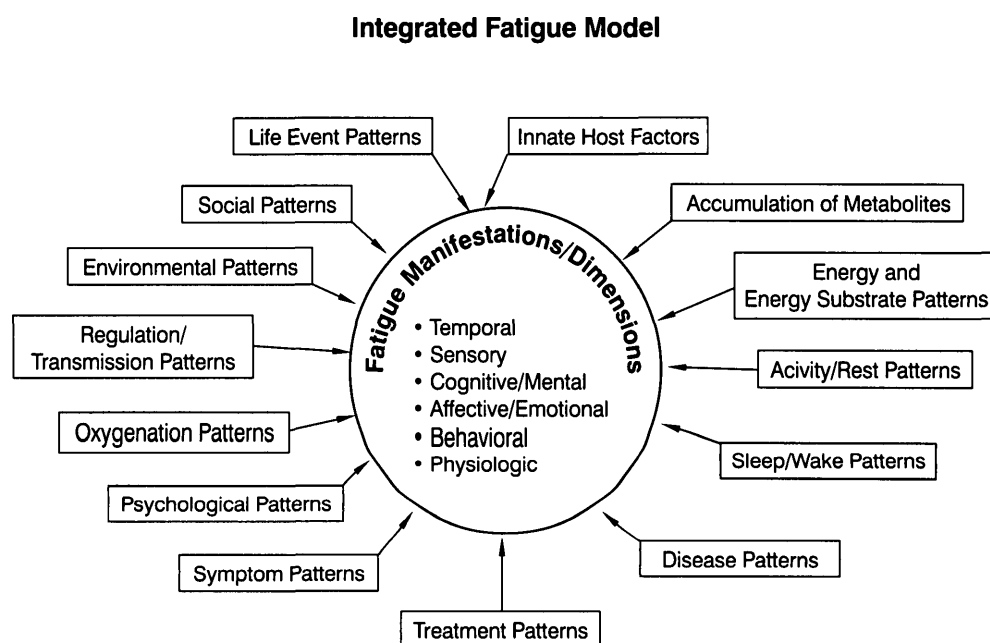 Integrated Fatigue Model
Life Event Patterns
Innate Host Factors
Social Patterns
Accumulation of Metabolites
Environmental Patterns
Energy and
Energy Substrate Patterns
Regulation/
Transmission Patterns
Acivity/Rest Patterns
Oxygenation Patterns
Sleep/Wake Patterns
Psychological Patterns
Disease Patterns
Symptom Patterns
Treatment Patterns
Fatigue Manifestations/Dimensions
• Temporal
• Sensory
• Cognitive/Mental
• Affective/Emotional
• Behavioral
• Physiologic